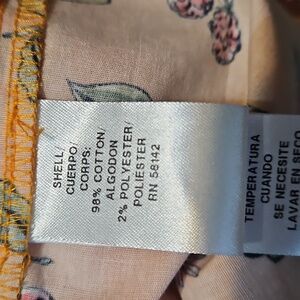 SHELL/
CUERPO/
CORPS:
98% COTTON/
ALGODON
2% POLYESTER/
POLIESTER
RN 58142
TEMPERATURA
CUANDO
SE NECESITE
LAVAR EN SECO